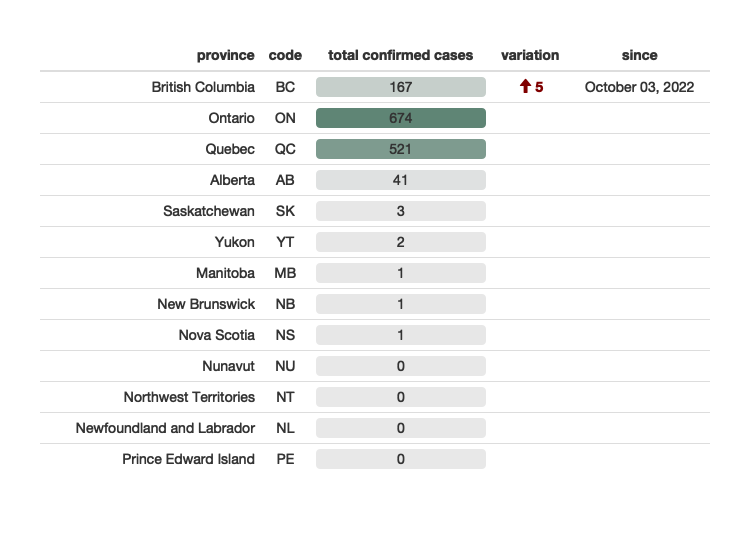 province code total confirmed cases variation since
British Columbia BC 167 🠅 5 October 03, 2022
Ontario ON 674
Quebec QC 521
Alberta AB 41
Saskatchewan SK 3
Yukon YT 2
Manitoba MB 1
New Brunswick NB 1
Nova Scotia NS 1
Nunavut NU 0
Northwest Territories NT 0
Newfoundland and Labrador NL 0
Prince Edward Island PE 0